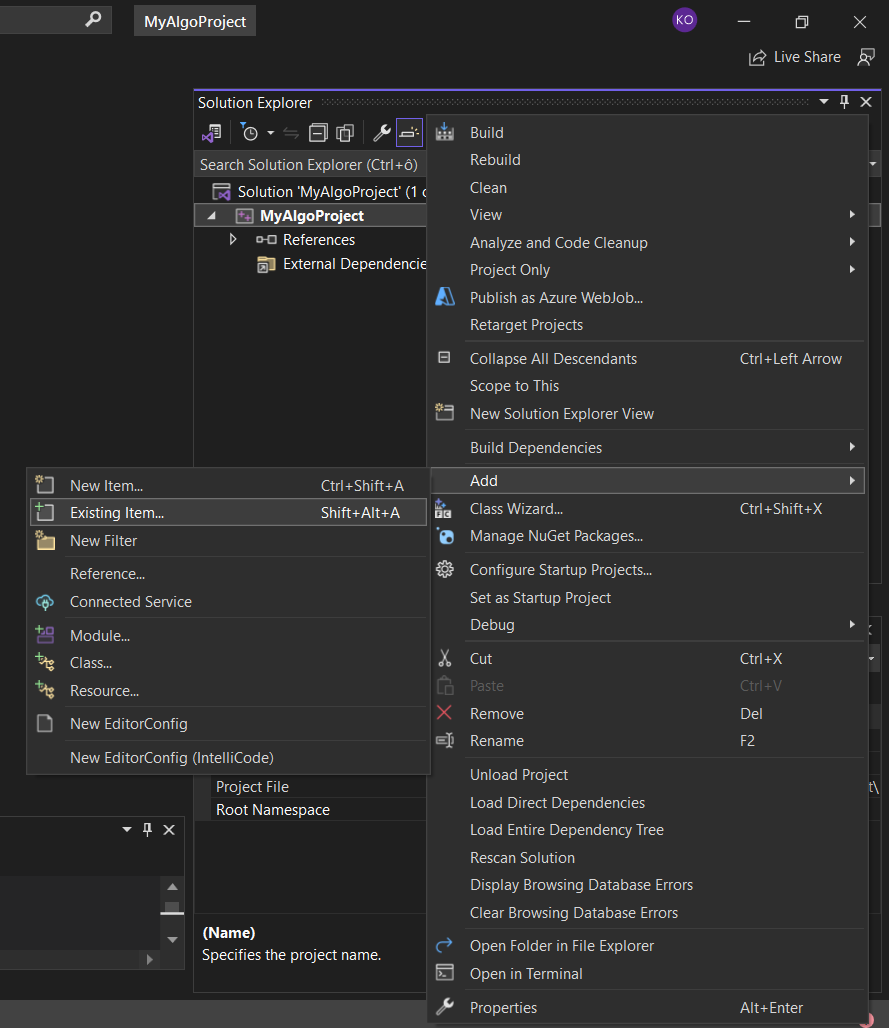 MyAlgoProject
KO
Live Share
Solution Explorer
Search Solution Explorer (Ctrl+ô)
Solution 'MyAlgoProject' (1
MyAlgoProject
References
External Dependencie
Build
Rebuild
Clean
View
Analyze and Code Cleanup
Project Only
Publish as Azure WebJob...
Retarget Projects
Collapse All Descendants Ctrl+Left Arrow
Scope to This
New Solution Explorer View
Build Dependencies
Add
Class Wizard... Ctrl+Shift+X
Manage NuGet Packages...
Configure Startup Projects...
Set as Startup Project
Debug
Cut Ctrl+X
Paste Ctrl+V
Remove Del
Rename F2
Unload Project
Load Direct Dependencies
Load Entire Dependency Tree
Rescan Solution
Display Browsing Database Errors
Clear Browsing Database Errors
Open Folder in File Explorer
Open in Terminal
Properties Alt+Enter
New Item... Ctrl+Shift+A
Existing Item... Shift+Alt+A
New Filter
Reference...
Connected Service
Module...
Class...
Resource...
New EditorConfig
New EditorConfig (IntelliCode)
Project File
t\
Root Namespace
(Name)
Specifies the project name.